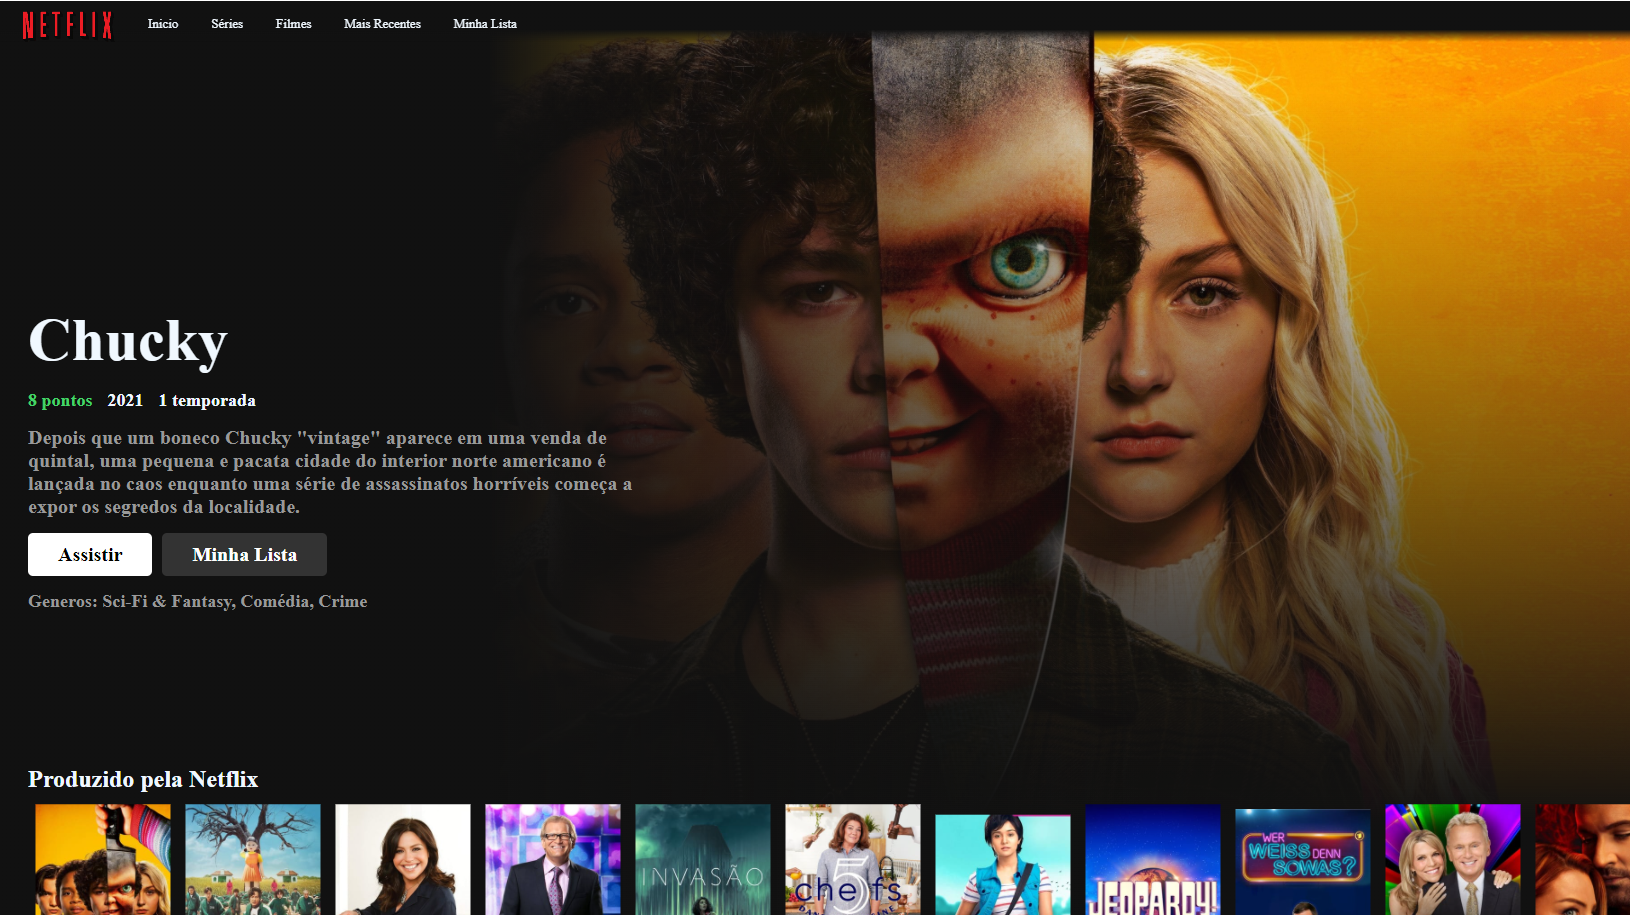 NETFLIX
Inicio
Séries
Filmes
Mais Recentes
Minha Lista
Chucky
8 pontos 2021 1 temporada
Depois que um boneco Chucky "vintage" aparece em uma venda de
quintal, uma pequena e pacata cidade do interior norte americano é
lançada no caos enquanto uma série de assassinatos horríveis começa a
expor os segredos da localidade.
Assistir
Minha Lista
Generos: Sci-Fi & Fantasy, Comédia, Crime
Produzido pela Netflix
INVASÃO
5
chefs
JEOPARDY!
WER
WEISS DENN
SOWAS?